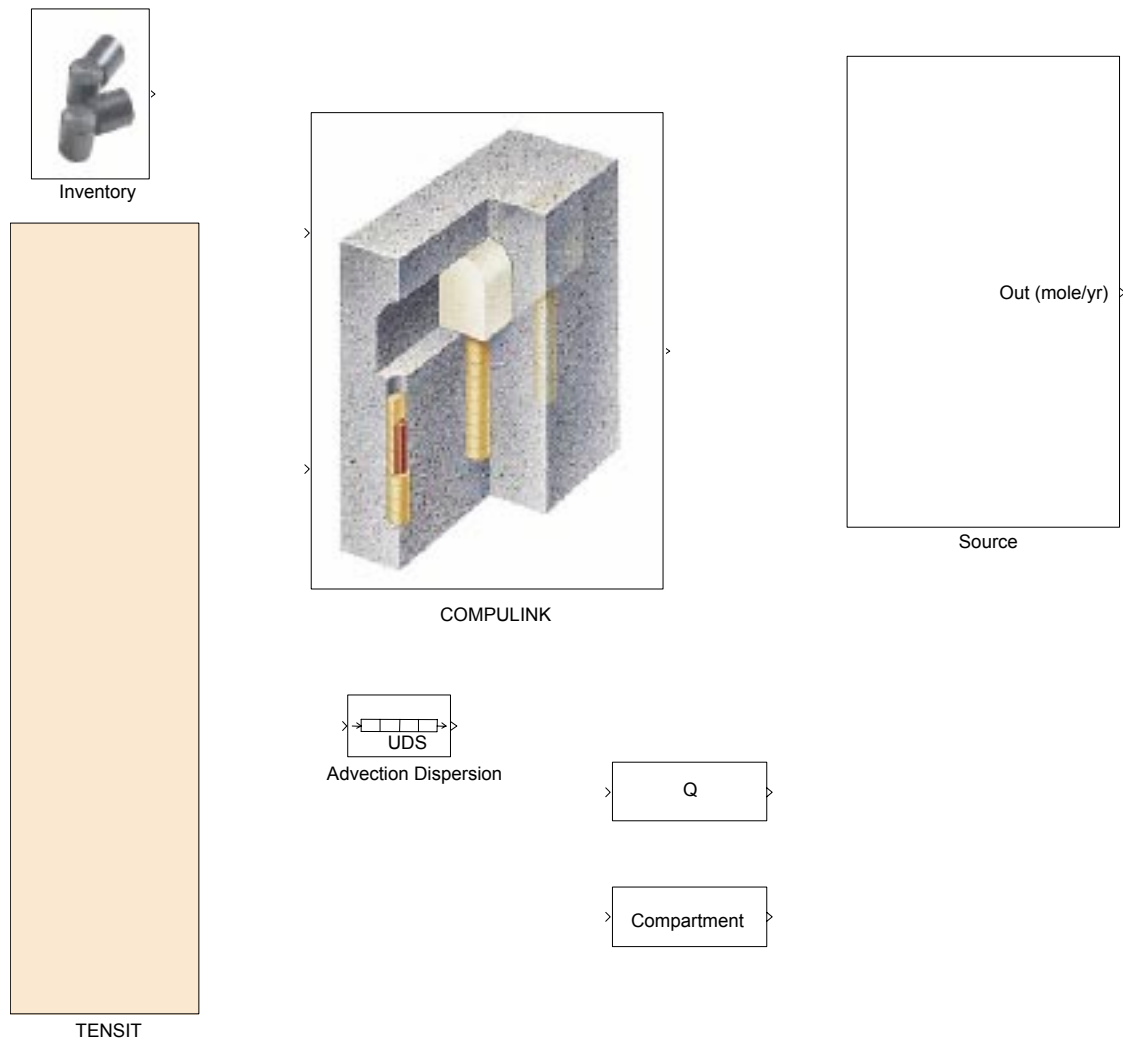 Inventory
Out (mole/yr)
Source
COMPULINK
UDS
Advection Dispersion
Q
Compartment
TENSIT